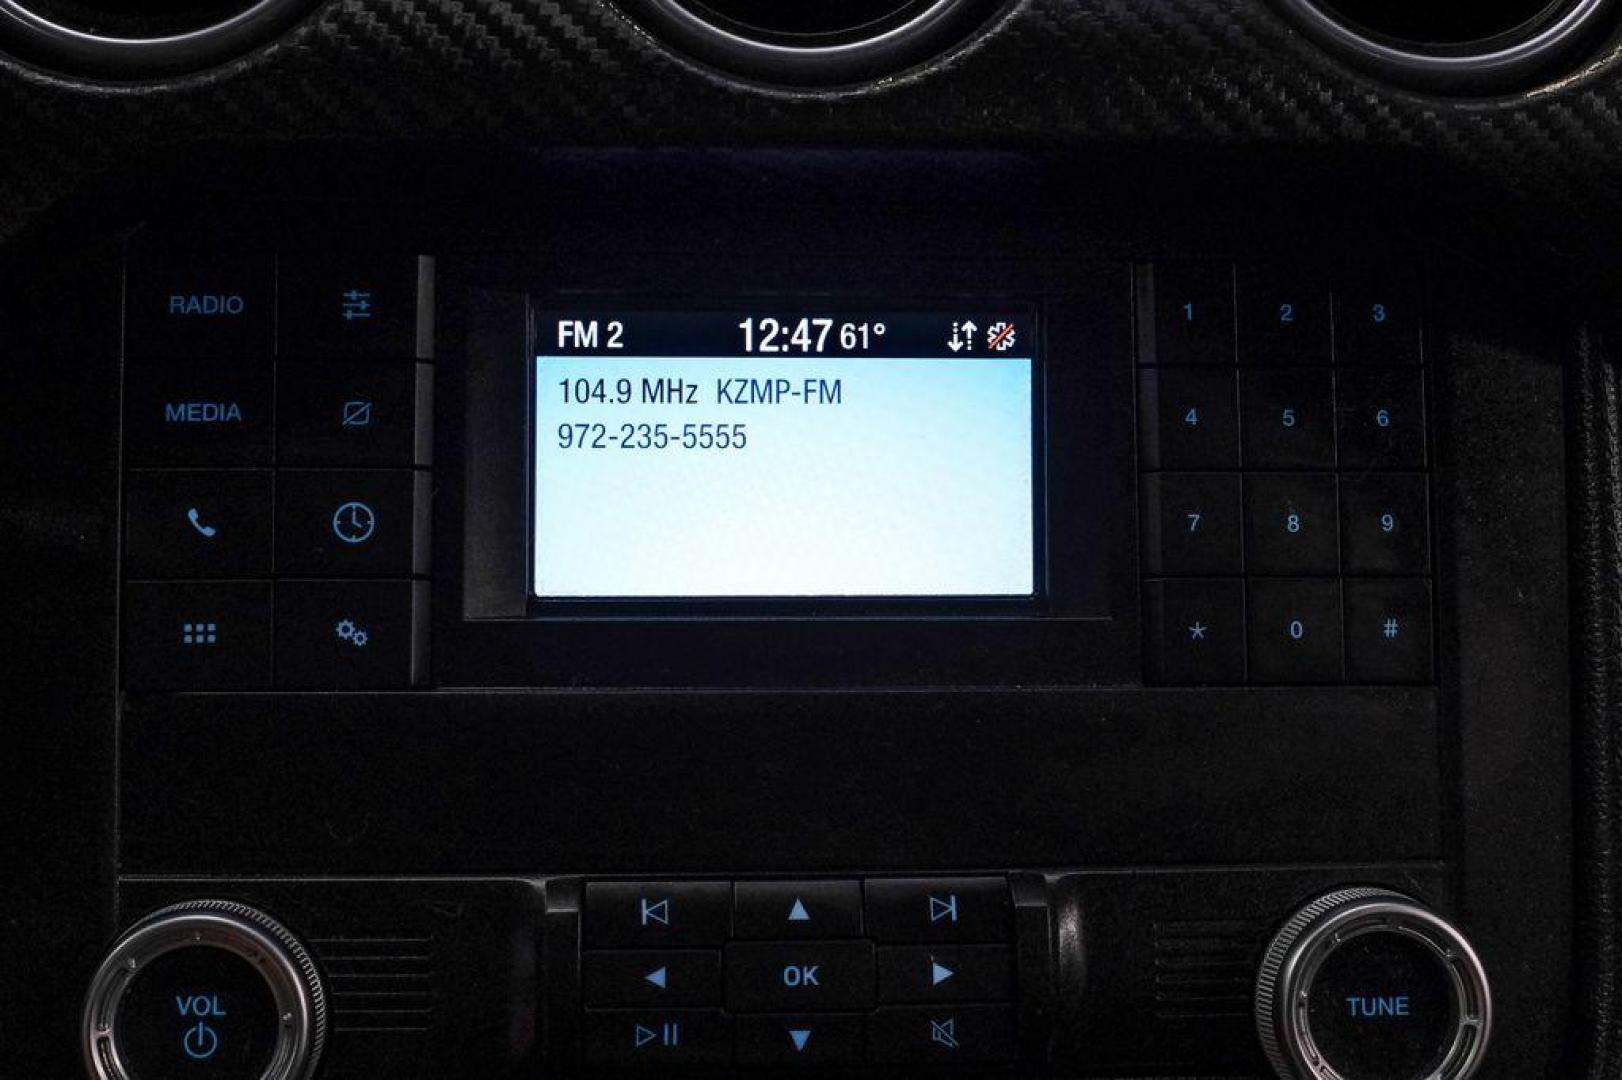 RADIO
MEDIA
FM 2 12:47 61°
104.9 MHz KZMP-FM
972-235-5555
1 2 3
4 5 6
7 8 9
* 0 #
VOL
OK
TUNE